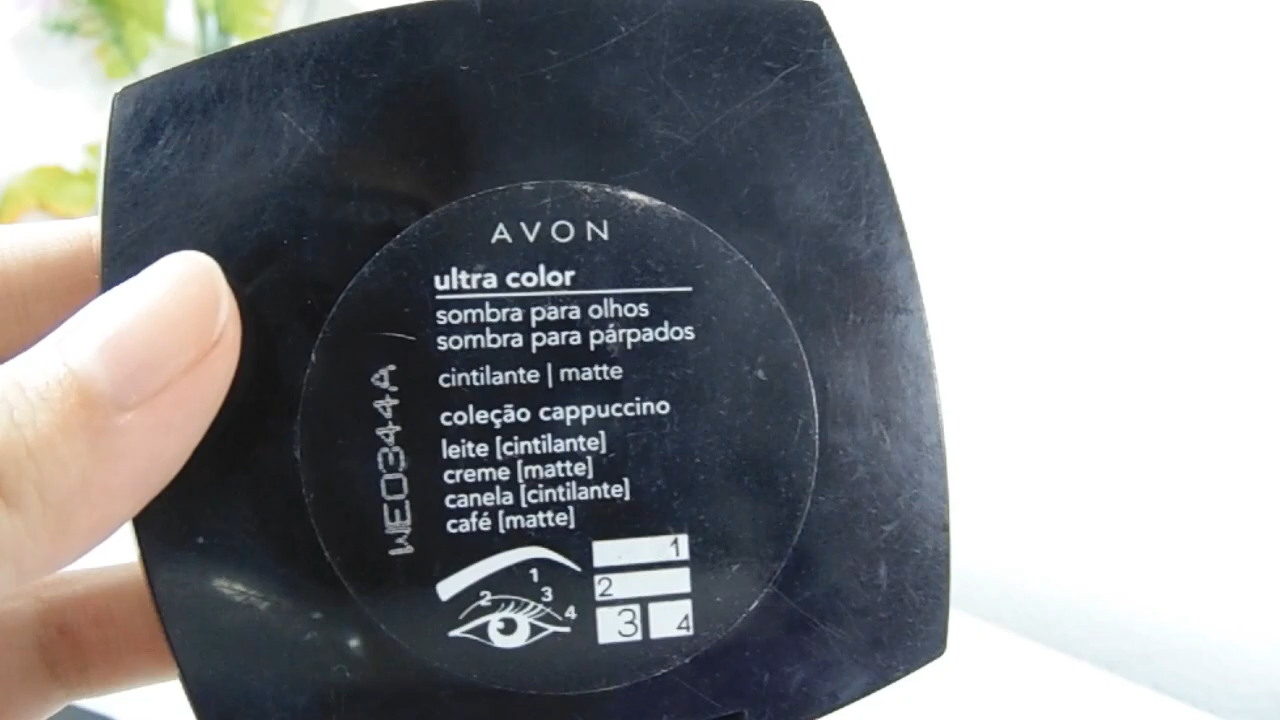 AVON
ultra color
sombra para olhos
sombra para párpados
cintilante | matte
coleção cappuccino
leite [cintilante]
creme [matte]
canela [cintilante]
café [matte]
WE0344A
1
2
3
4
1
2
3 4